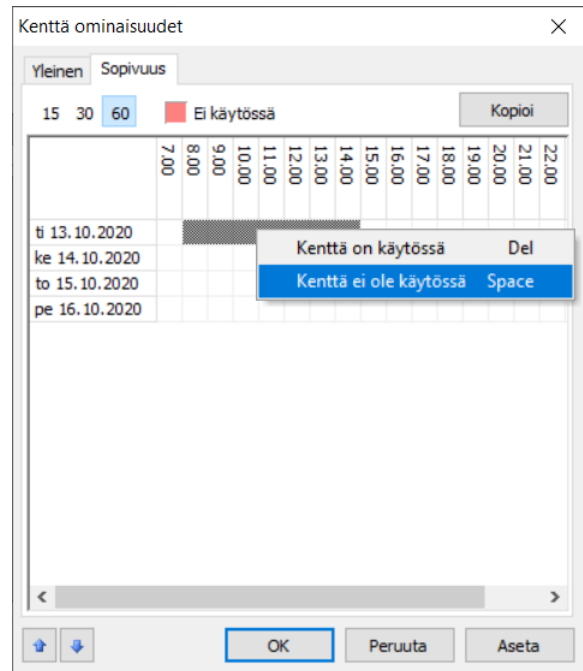 Kenttä ominaisuudet
Yleinen Sopivuus
15 30 60 Ei käytössä Kopioi
7.00 8.00 9.00 10.00 11.00 12.00 13.00 14.00 15.00 16.00 17.00 18.00 19.00 20.00 21.00 22.00
ti 13.10.2020
ke 14.10.2020
to 15.10.2020
pe 16.10.2020
Kenttä on käytössä Del
Kenttä ei ole käytössä Space
OK Peruuta Aseta